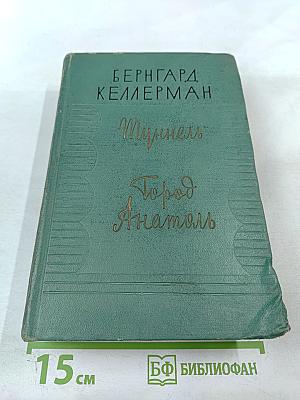 БЕРНГАРД
КЕЛЛЕРМАН
Туннель
Город
Анатоль
15 см
БФ БИБЛИОФАН